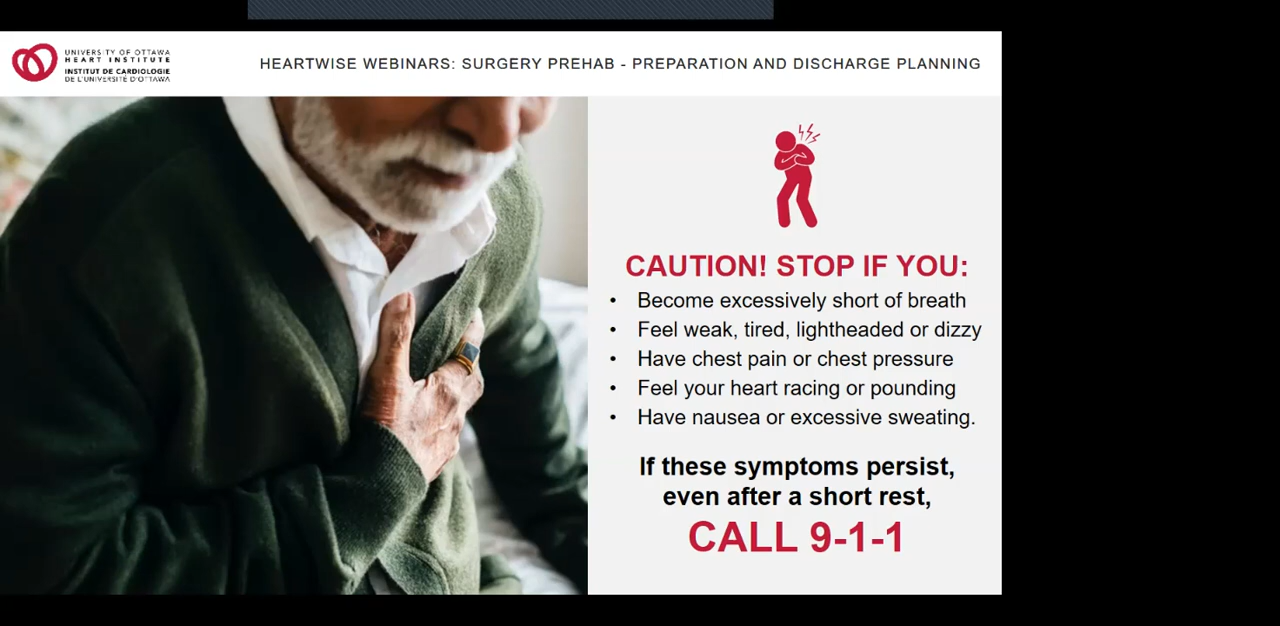 UNIVERSITY OF OTTAWA
HEART INSTITUTE
INSTITUT DE CARDIOLOGIE
DE L'UNIVERSITÉ D'OTTAWA
HEARTWISE WEBINARS: SURGERY PREHAB - PREPARATION AND DISCHARGE PLANNING
CAUTION! STOP IF YOU:
• Become excessively short of breath
• Feel weak, tired, lightheaded or dizzy
• Have chest pain or chest pressure
• Feel your heart racing or pounding
• Have nausea or excessive sweating.
If these symptoms persist,
even after a short rest,
CALL 9-1-1